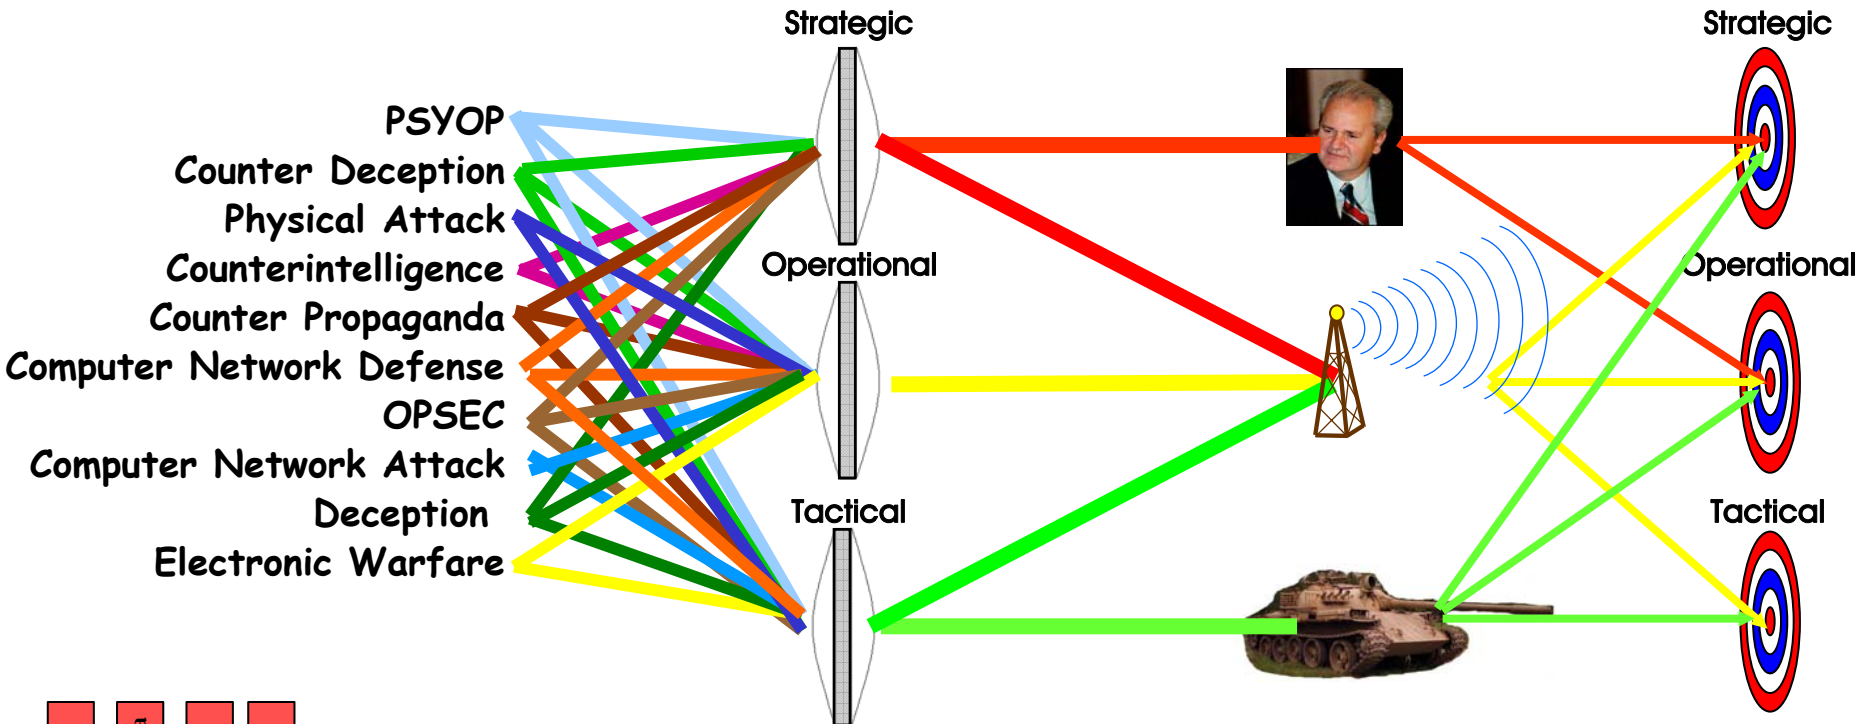 Strategic
Strategic
PSYOP
Counter Deception
Physical Attack
Counterintelligence
Operational
Operational
Counter Propaganda
Computer Network Defense
OPSEC
Computer Network Attack
Deception
Tactical
Tactical
Electronic Warfare